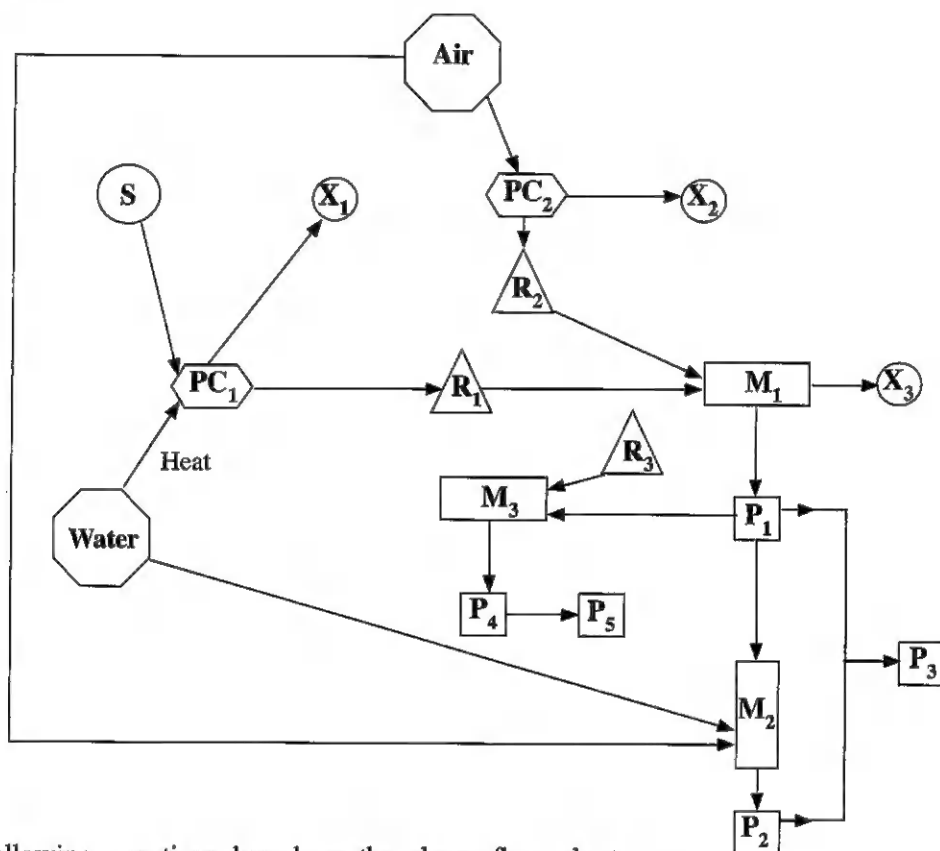 Air
S
X₁
PC₂
X₂
R₂
PC₁
R₁
M₁
X₃
Heat
R₃
M₃
P₁
Water
P₄
P₅
P₃
M₂
P₂